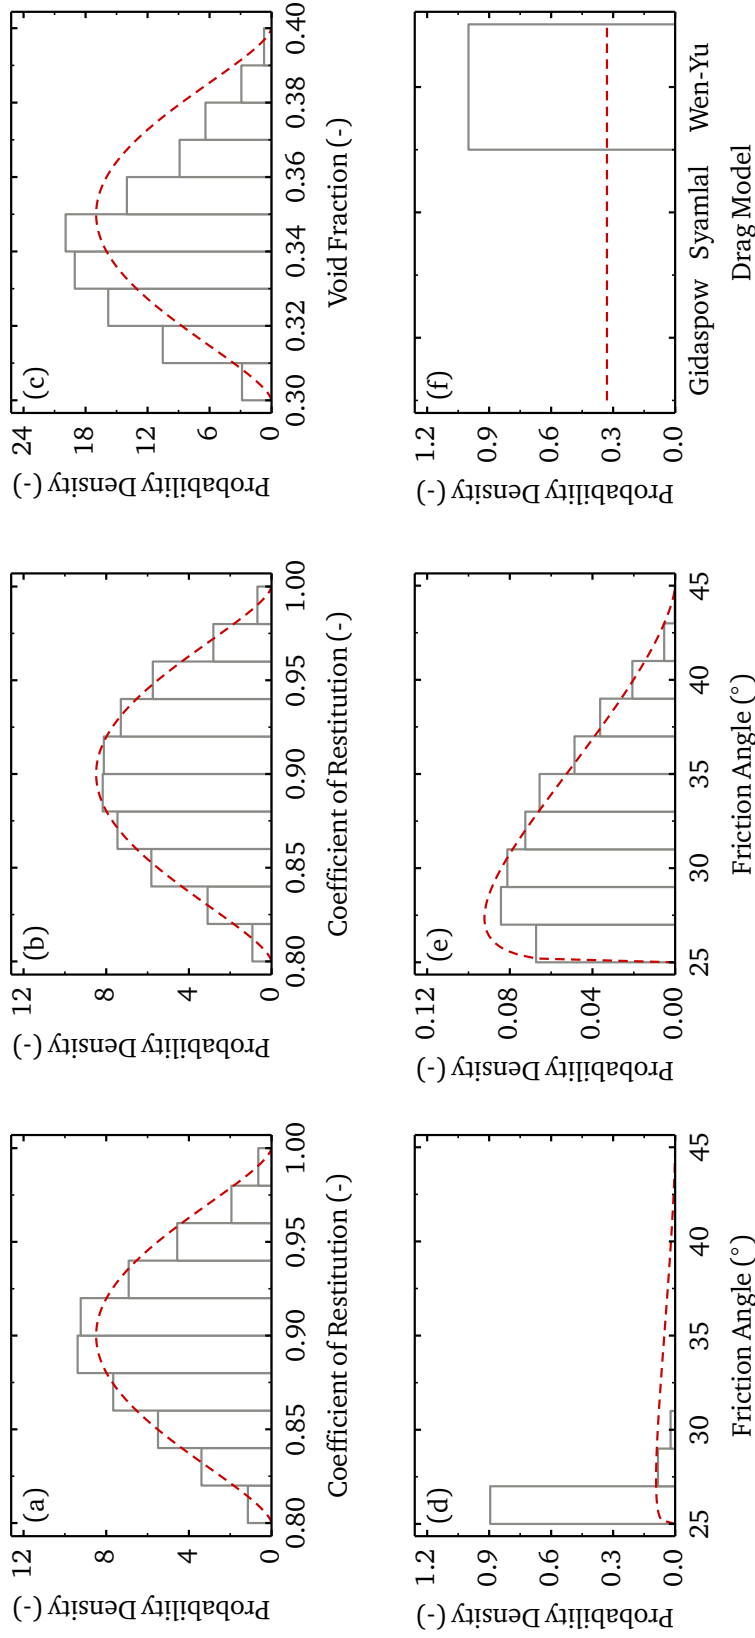 (a)
12
8
4
0
Probability Density (-)
0.80 0.85 0.90 0.95 1.00
Coefficient of Restitution (-)
(b)
12
8
4
0
Probability Density (-)
0.80 0.85 0.90 0.95 1.00
Coefficient of Restitution (-)
(c)
24
18
12
6
0
Probability Density (-)
0.30 0.32 0.34 0.36 0.38 0.40
Void Fraction (-)
(d)
1.2
0.9
0.6
0.3
0.0
Probability Density (-)
25 30 35 40 45
Friction Angle (°)
(e)
0.12
0.08
0.04
0.00
Probability Density (-)
25 30 35 40 45
Friction Angle (°)
(f)
1.2
0.9
0.6
0.3
0.0
Probability Density (-)
Gidaspow Syamlal Wen-Yu
Drag Model